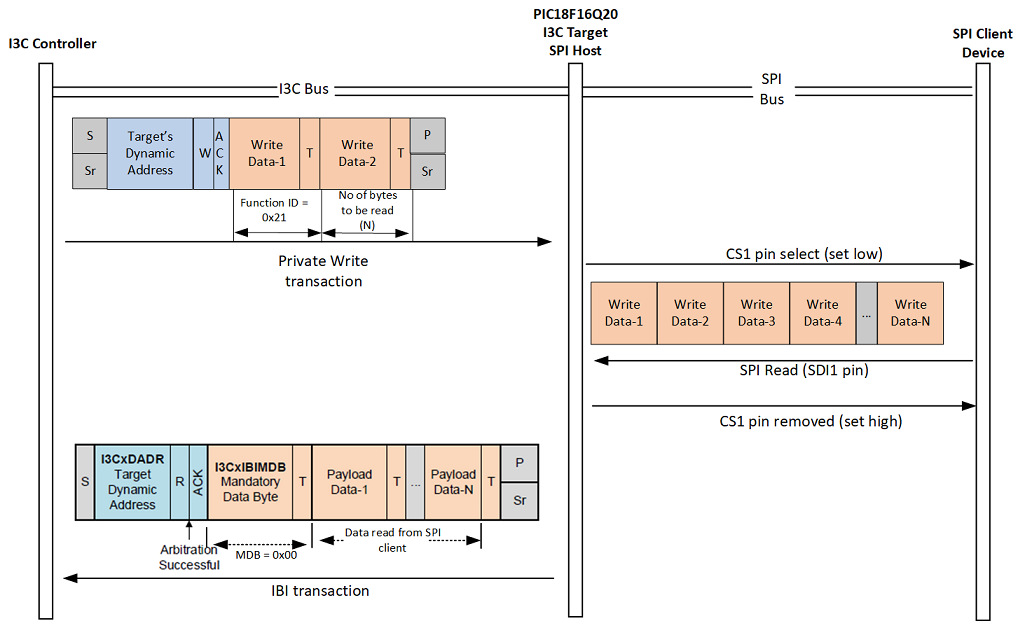 I3C Controller
PIC18F16Q20
I3C Target
SPI Host
SPI Client
Device
I3C Bus
SPI
Bus
S
Sr
Target's
Dynamic
Address
W
A
C
K
Write
Data-1
T
Write
Data-2
T
P
Sr
Function ID =
0x21
No of bytes
to be read
(N)
Private Write
transaction
CS1 pin select (set low)
Write
Data-1
Write
Data-2
Write
Data-3
Write
Data-4
...
Write
Data-N
SPI Read (SDI1 pin)
CS1 pin removed (set high)
S
I3CxDADR
Target
Dynamic
Address
R
ACK
I3CxIBIMDB
Mandatory
Data Byte
T
Payload
Data-1
T
...
Payload
Data-N
T
P
Sr
Arbitration
Successful
MDB = 0x00
Data read from SPI
client
IBI transaction